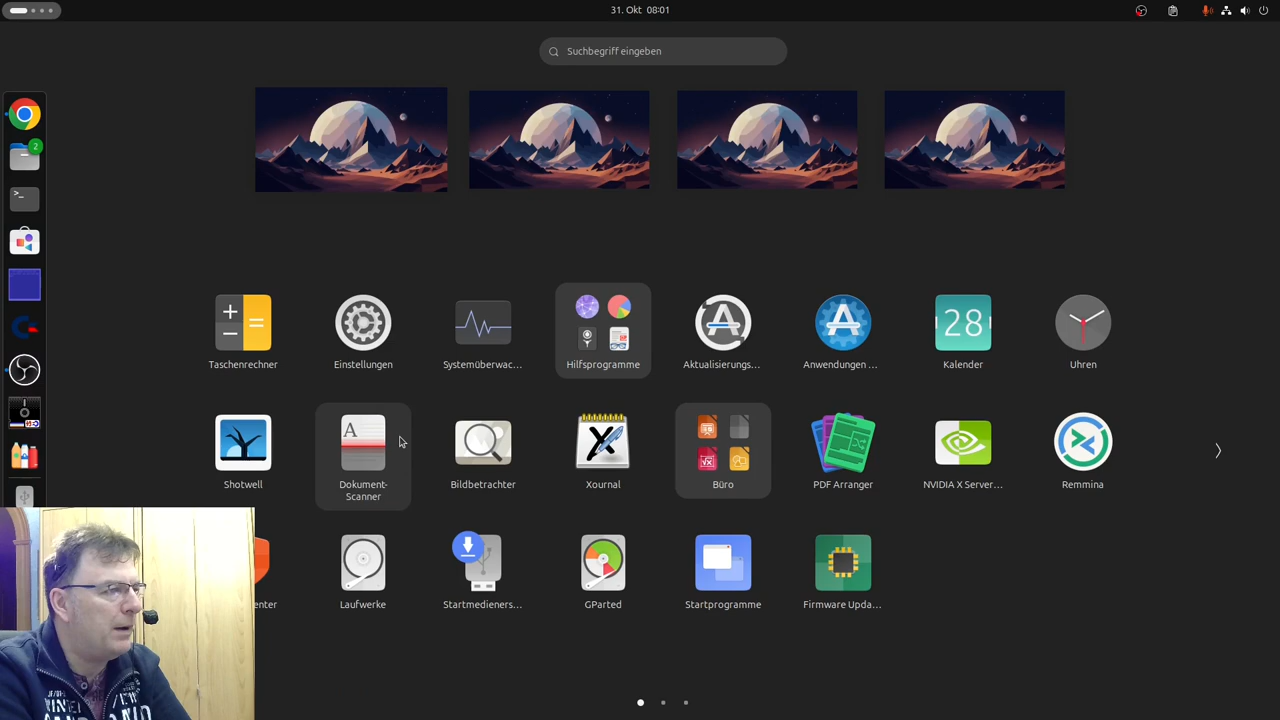 31. Okt 08:01
Suchbegriff eingeben
2
>_
28
Taschenrechner
Einstellungen
Systemüberwac...
Hilfsprogramme
Aktualisierungs...
Anwendungen ...
Kalender
Uhren
A
Shotwell
Dokument-
Scanner
Bildbetrachter
Xournal
Büro
PDF Arranger
NVIDIA X Server...
Remmina
enter
Laufwerke
Startmedieners...
GParted
Startprogramme
Firmware Upda...